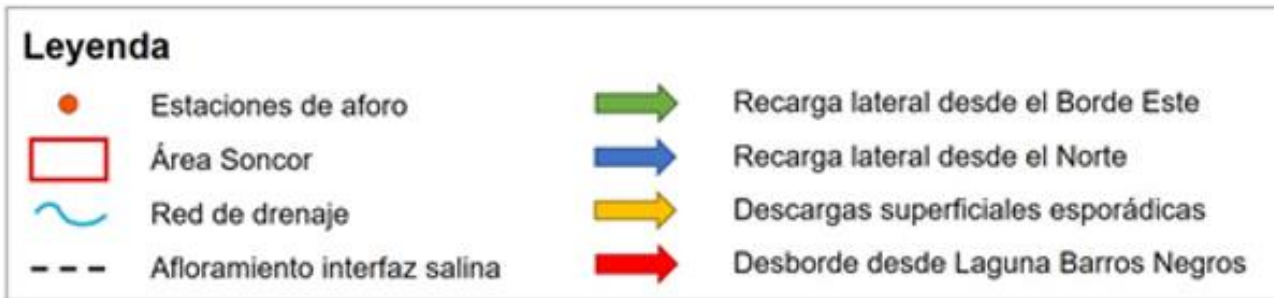 Leyenda
Estaciones de aforo
Área Soncor
Red de drenaje
Afloramiento interfaz salina
Recarga lateral desde el Borde Este
Recarga lateral desde el Norte
Descargas superficiales esporádicas
Desborde desde Laguna Barros Negros